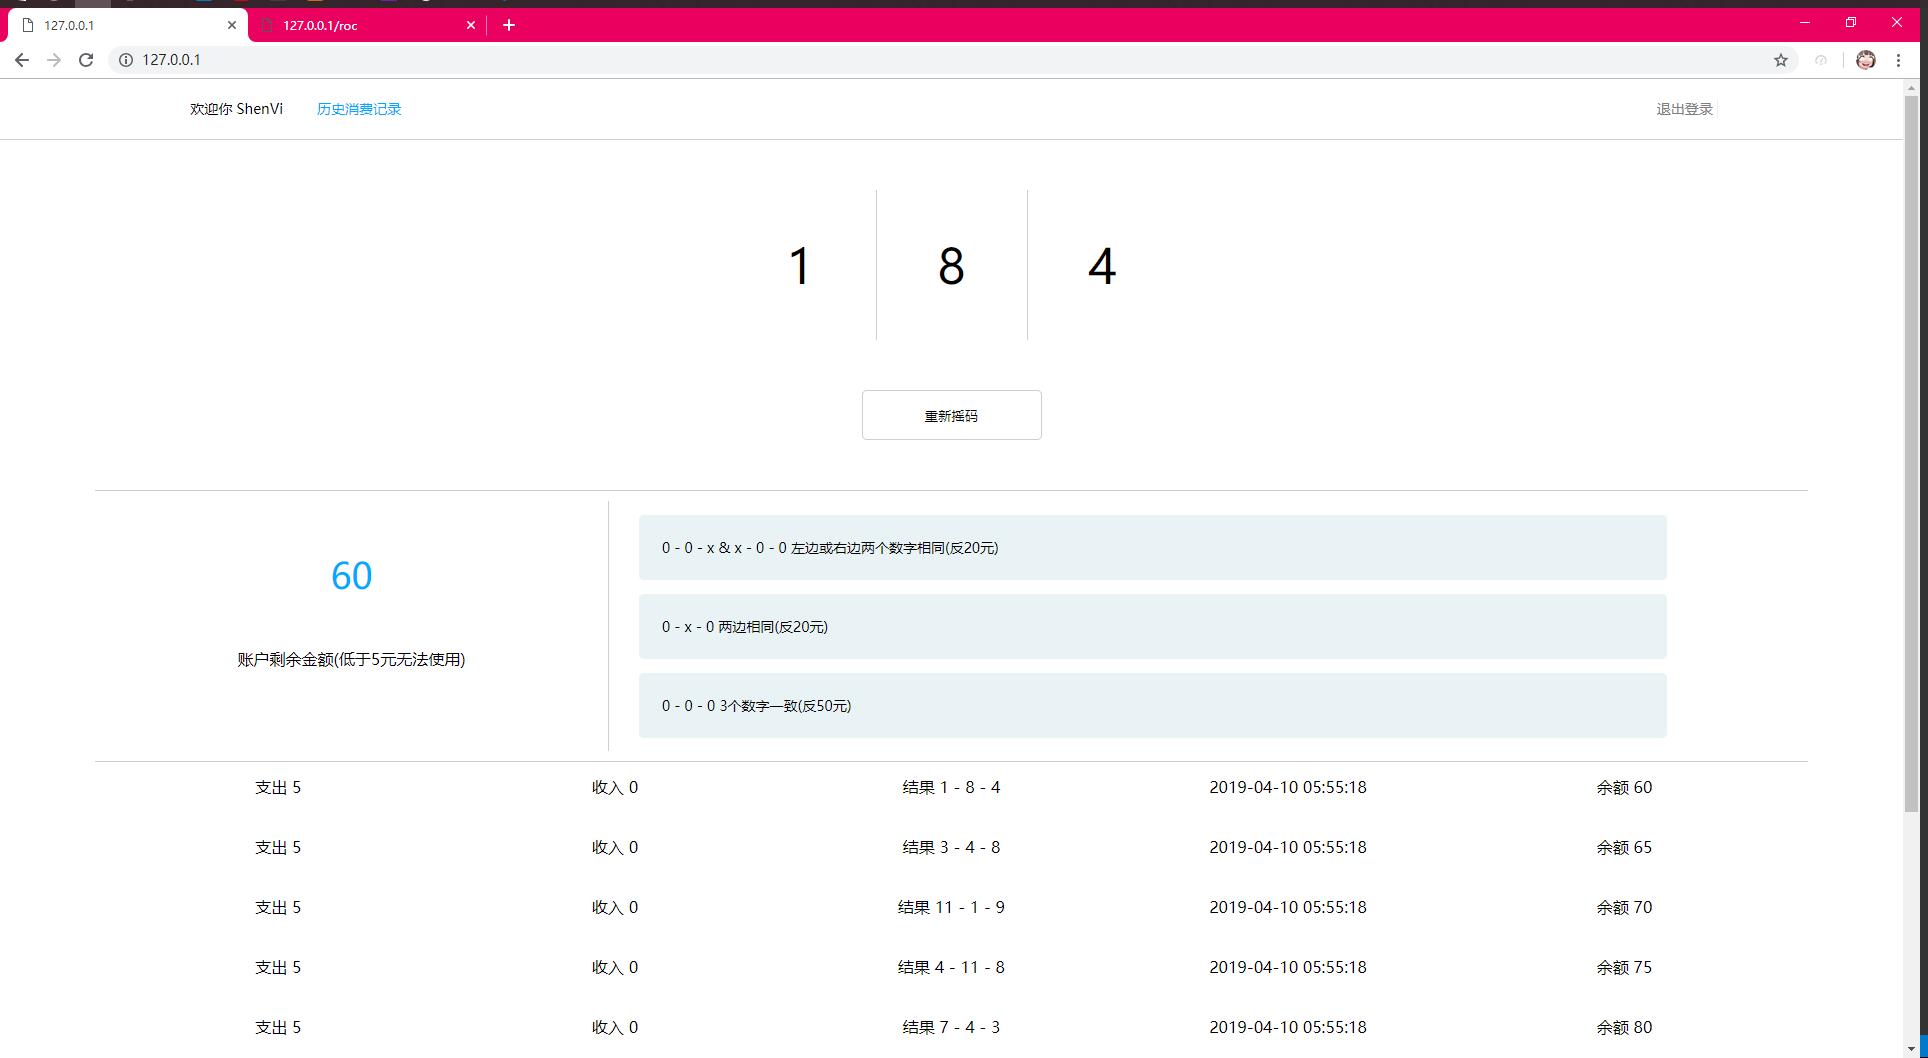 127.0.0.1
127.0.0.1/roc
127.0.0.1
欢迎你 ShenVi 历史消费记录 退出登录
1 8 4
重新摇码
60
账户剩余金额(低于5元无法使用)
0 - 0 - x & x - 0 - 0 左边或右边两个数字相同(反20元)
0 - x - 0 两边相同(反20元)
0 - 0 - 0 3个数字一致(反50元)
支出 5 收入 0 结果 1 - 8 - 4 2019-04-10 05:55:18 余额 60
支出 5 收入 0 结果 3 - 4 - 8 2019-04-10 05:55:18 余额 65
支出 5 收入 0 结果 11 - 1 - 9 2019-04-10 05:55:18 余额 70
支出 5 收入 0 结果 4 - 11 - 8 2019-04-10 05:55:18 余额 75
支出 5 收入 0 结果 7 - 4 - 3 2019-04-10 05:55:18 余额 80